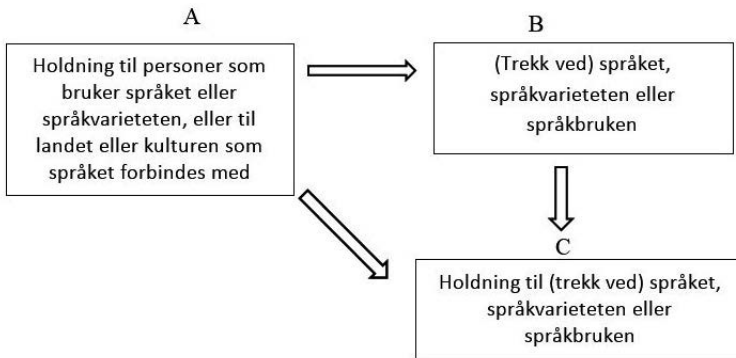 A
Holdning til personer som
bruker språket eller
språkvarieteten, eller til
landet eller kulturen som
språket forbindes med
B
(Trekk ved) språket,
språkvarieteten eller
språkbruken
C
Holdning til (trekk ved) språket,
språkvarieteten eller
språkbruken